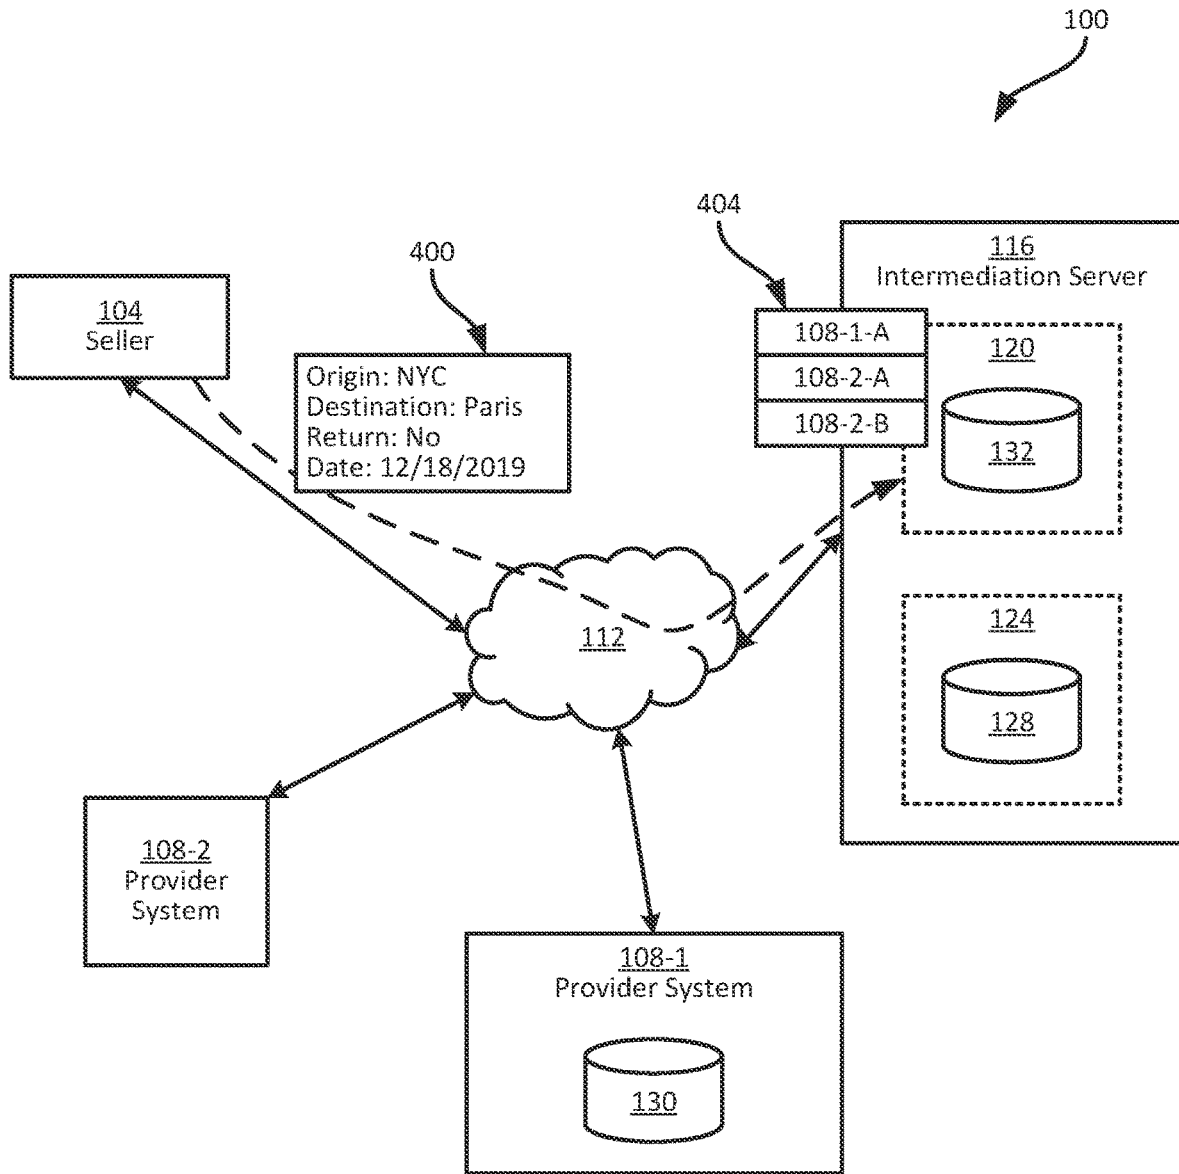 100
404
116
Intermediation Server
400
104
Seller
108-1-A
108-2-A
108-2-B
120
132
Origin: NYC
Destination: Paris
Return: No
Date: 12/18/2019
112
124
128
108-2
Provider
System
108-1
Provider System
130